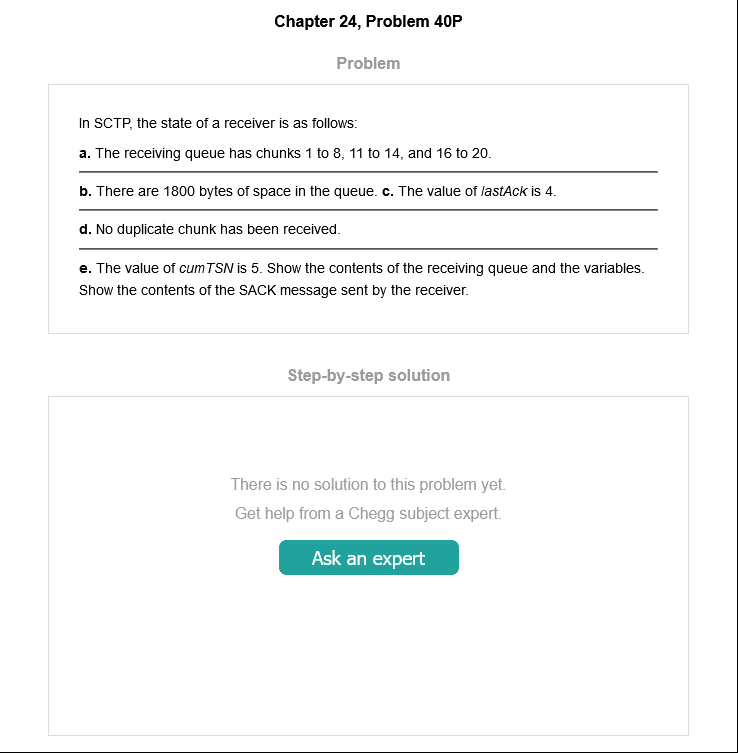 Chapter 24, Problem 40P
Problem
In SCTP, the state of a receiver is as follows:
a. The receiving queue has chunks 1 to 8, 11 to 14, and 16 to 20.
b. There are 1800 bytes of space in the queue. c. The value of lastAck is 4.
d. No duplicate chunk has been received.
e. The value of cumTSN is 5. Show the contents of the receiving queue and the variables.
Show the contents of the SACK message sent by the receiver.
Step-by-step solution
There is no solution to this problem yet.
Get help from a Chegg subject expert.
Ask an expert